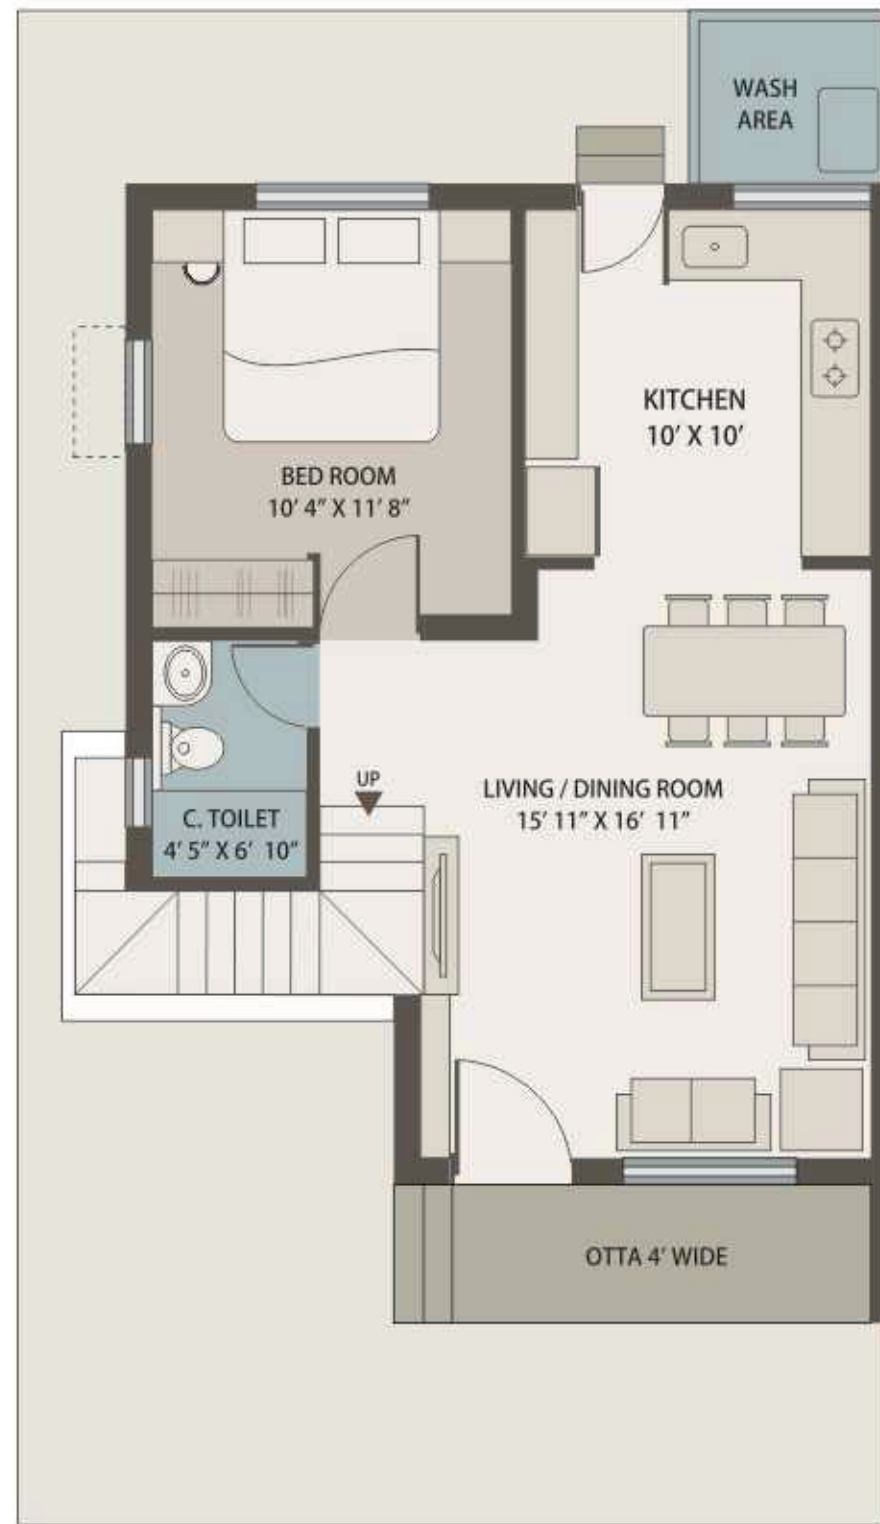 WASH
AREA
KITCHEN
10’ X 10’
BED ROOM
10’ 4” X 11’ 8”
UP
LIVING / DINING ROOM
15’ 11” X 16’ 11”
C. TOILET
4’ 5” X 6’ 10”
OTTA 4’ WIDE